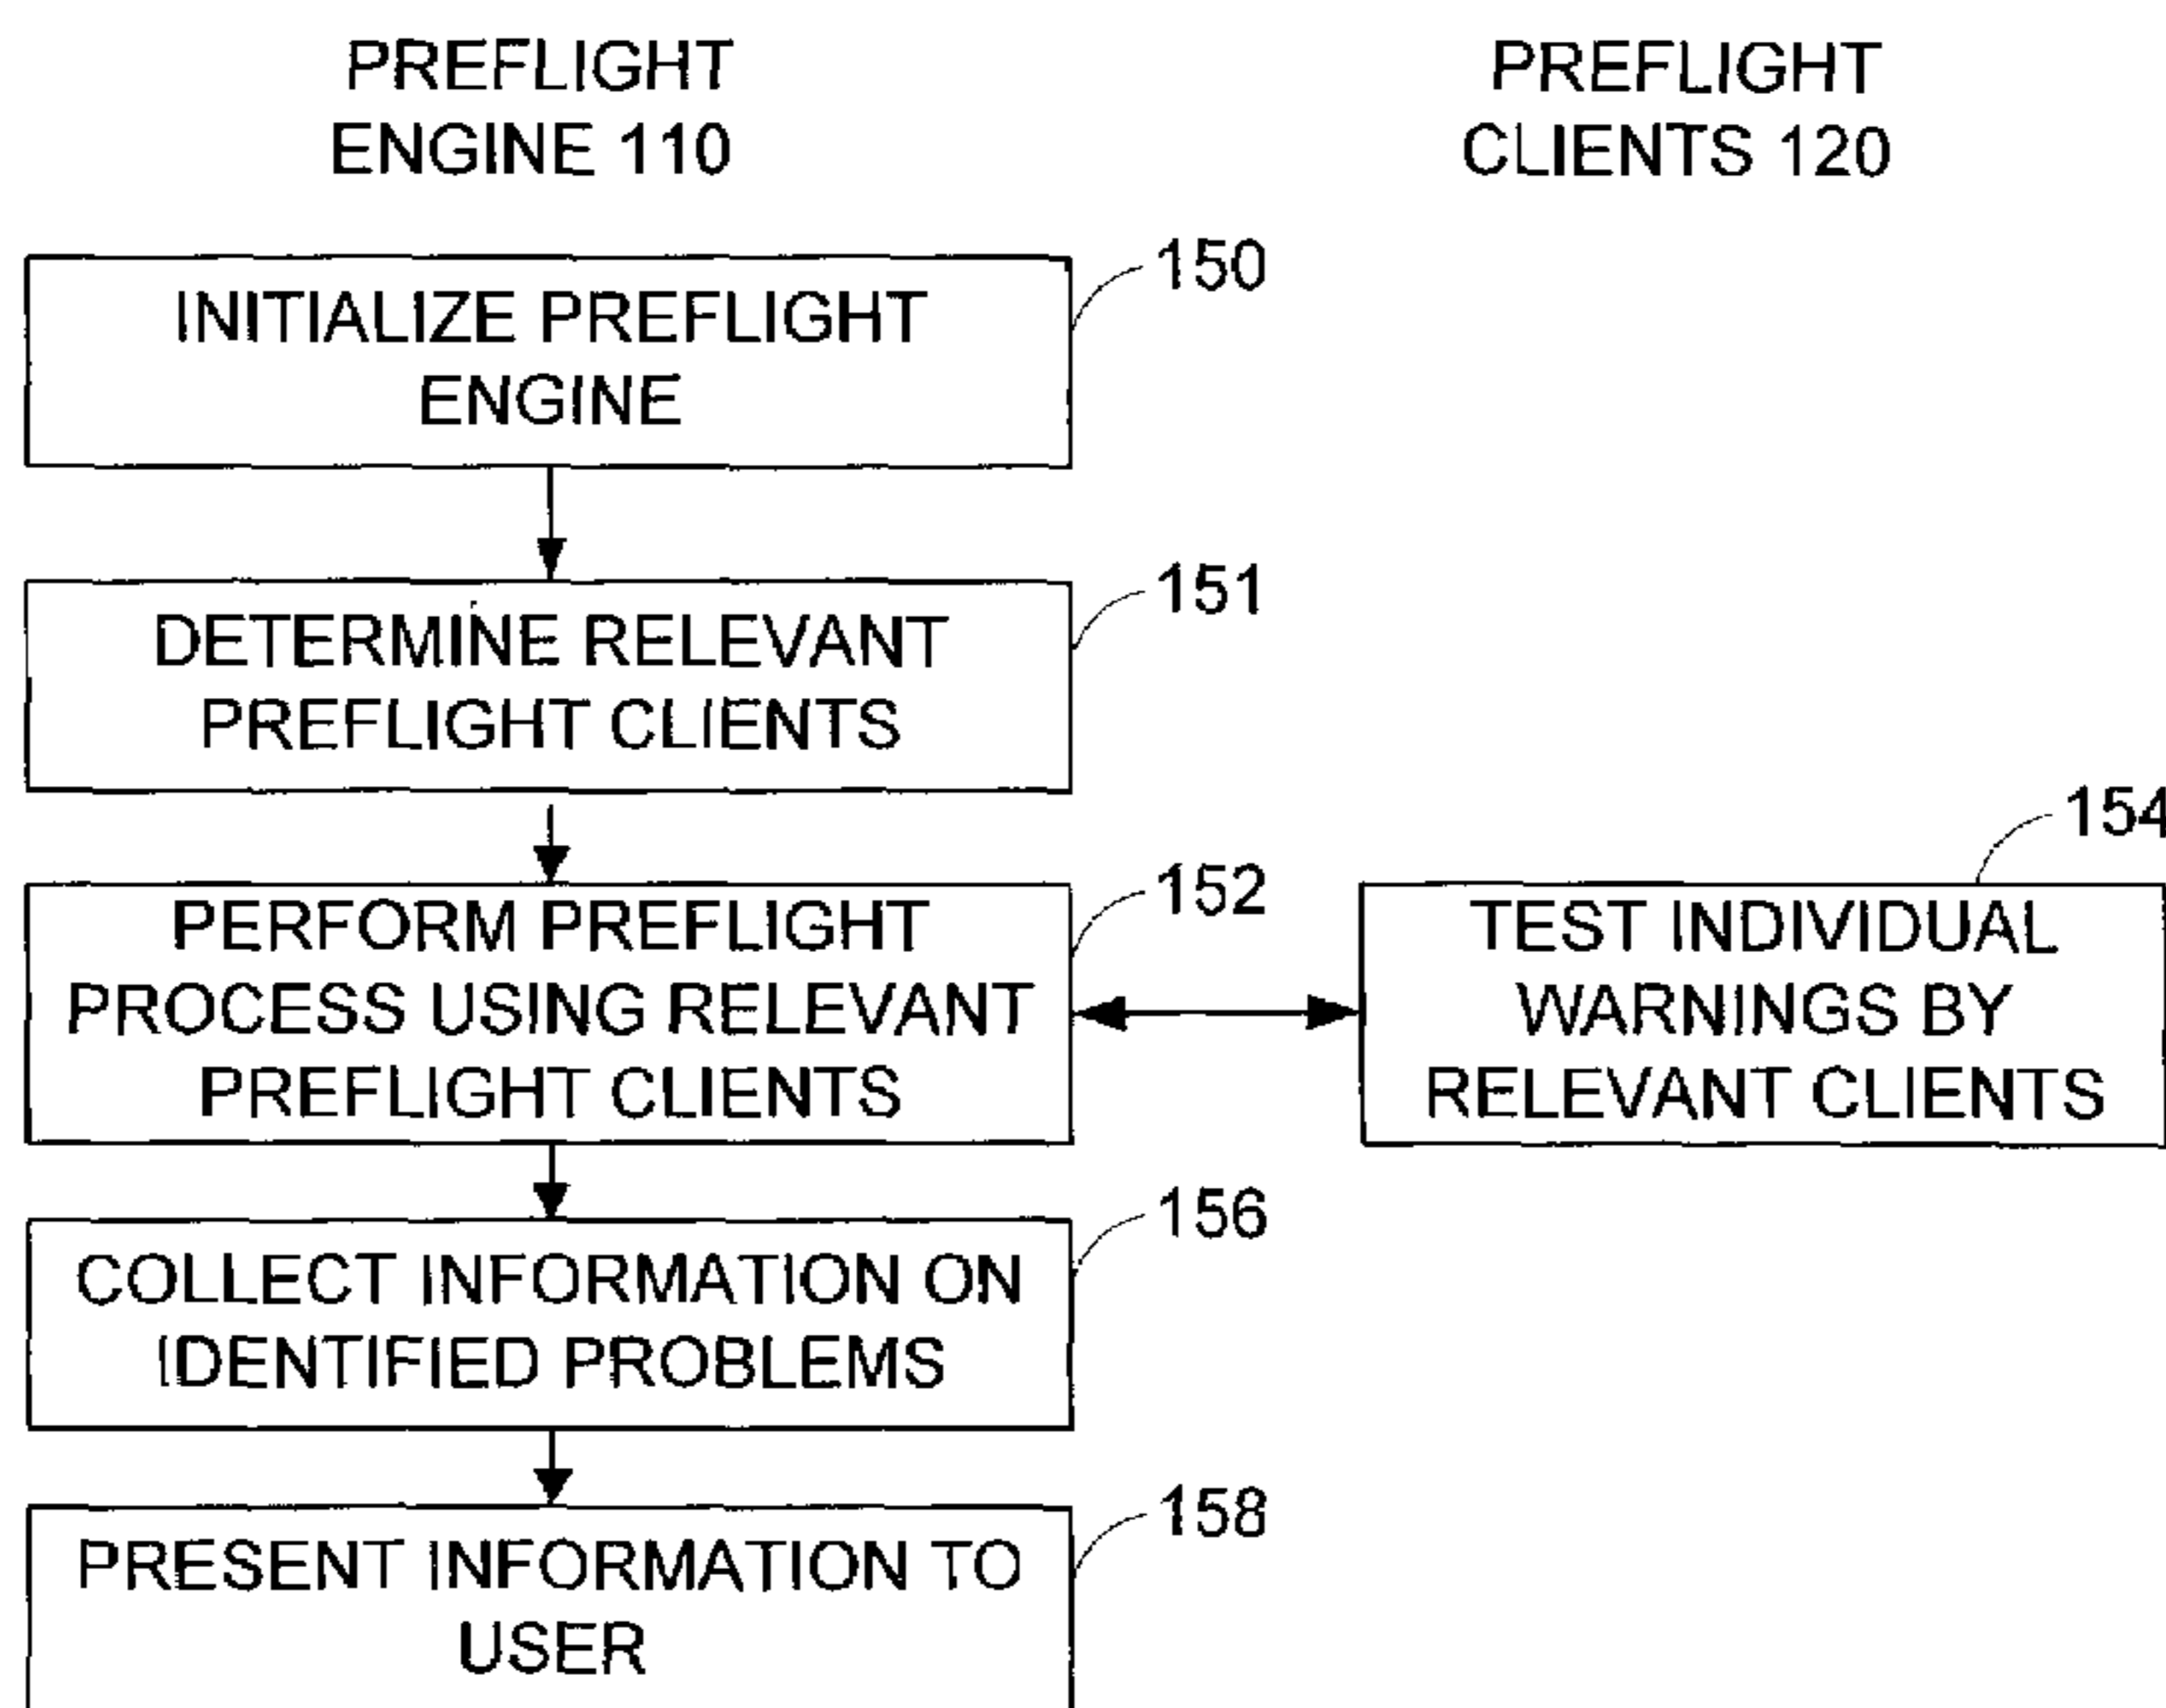 PREFLIGHT
ENGINE 110
PREFLIGHT
CLIENTS 120
150
INITIALIZE PREFLIGHT
ENGINE
151
DETERMINE RELEVANT
PREFLIGHT CLIENTS
154
152
PERFORM PREFLIGHT
PROCESS USING RELEVANT
PREFLIGHT CLIENTS
TEST INDIVIDUAL
WARNINGS BY
RELEVANT CLIENTS
156
COLLECT INFORMATION ON
IDENTIFIED PROBLEMS
158
PRESENT INFORMATION TO
USER